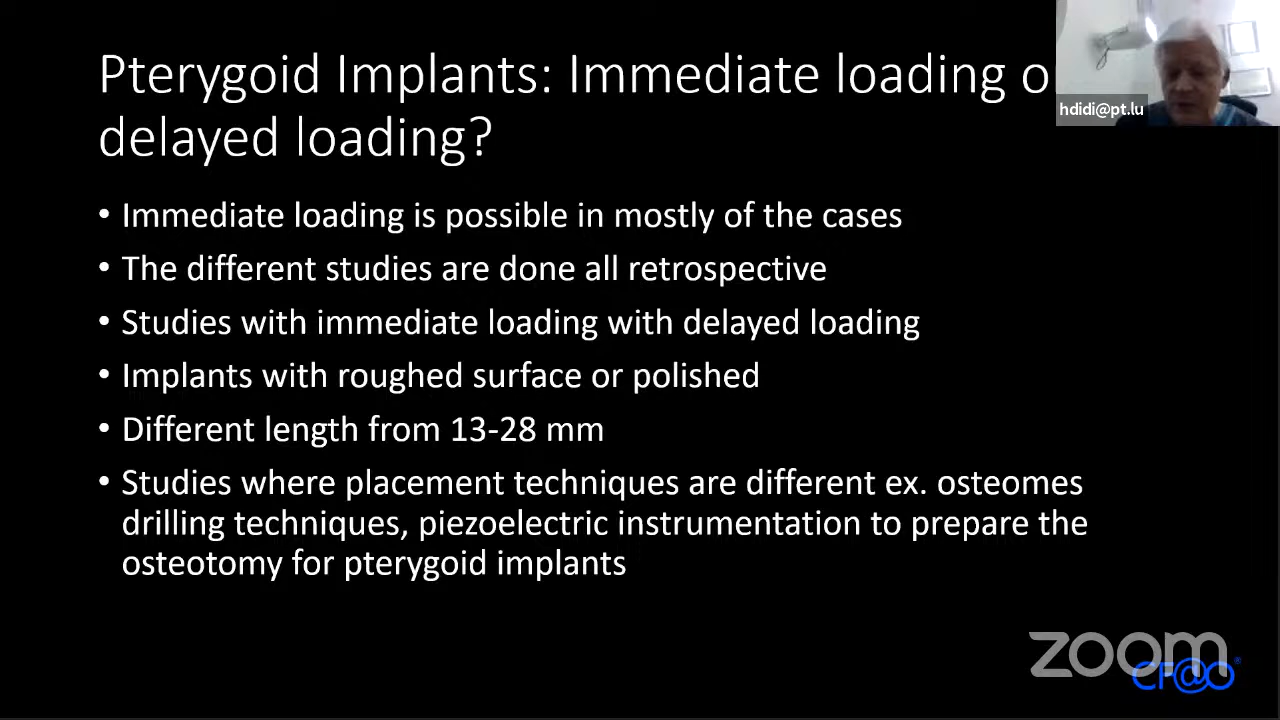 Pterygoid Implants: Immediate loading o
delayed loading?
hdidi@pt.lu
• Immediate loading is possible in mostly of the cases
• The different studies are done all retrospective
• Studies with immediate loading with delayed loading
• Implants with roughed surface or polished
• Different length from 13-28 mm
• Studies where placement techniques are different ex. osteomes
drilling techniques, piezoelectric instrumentation to prepare the
osteotomy for pterygoid implants
zoom
CF@O®